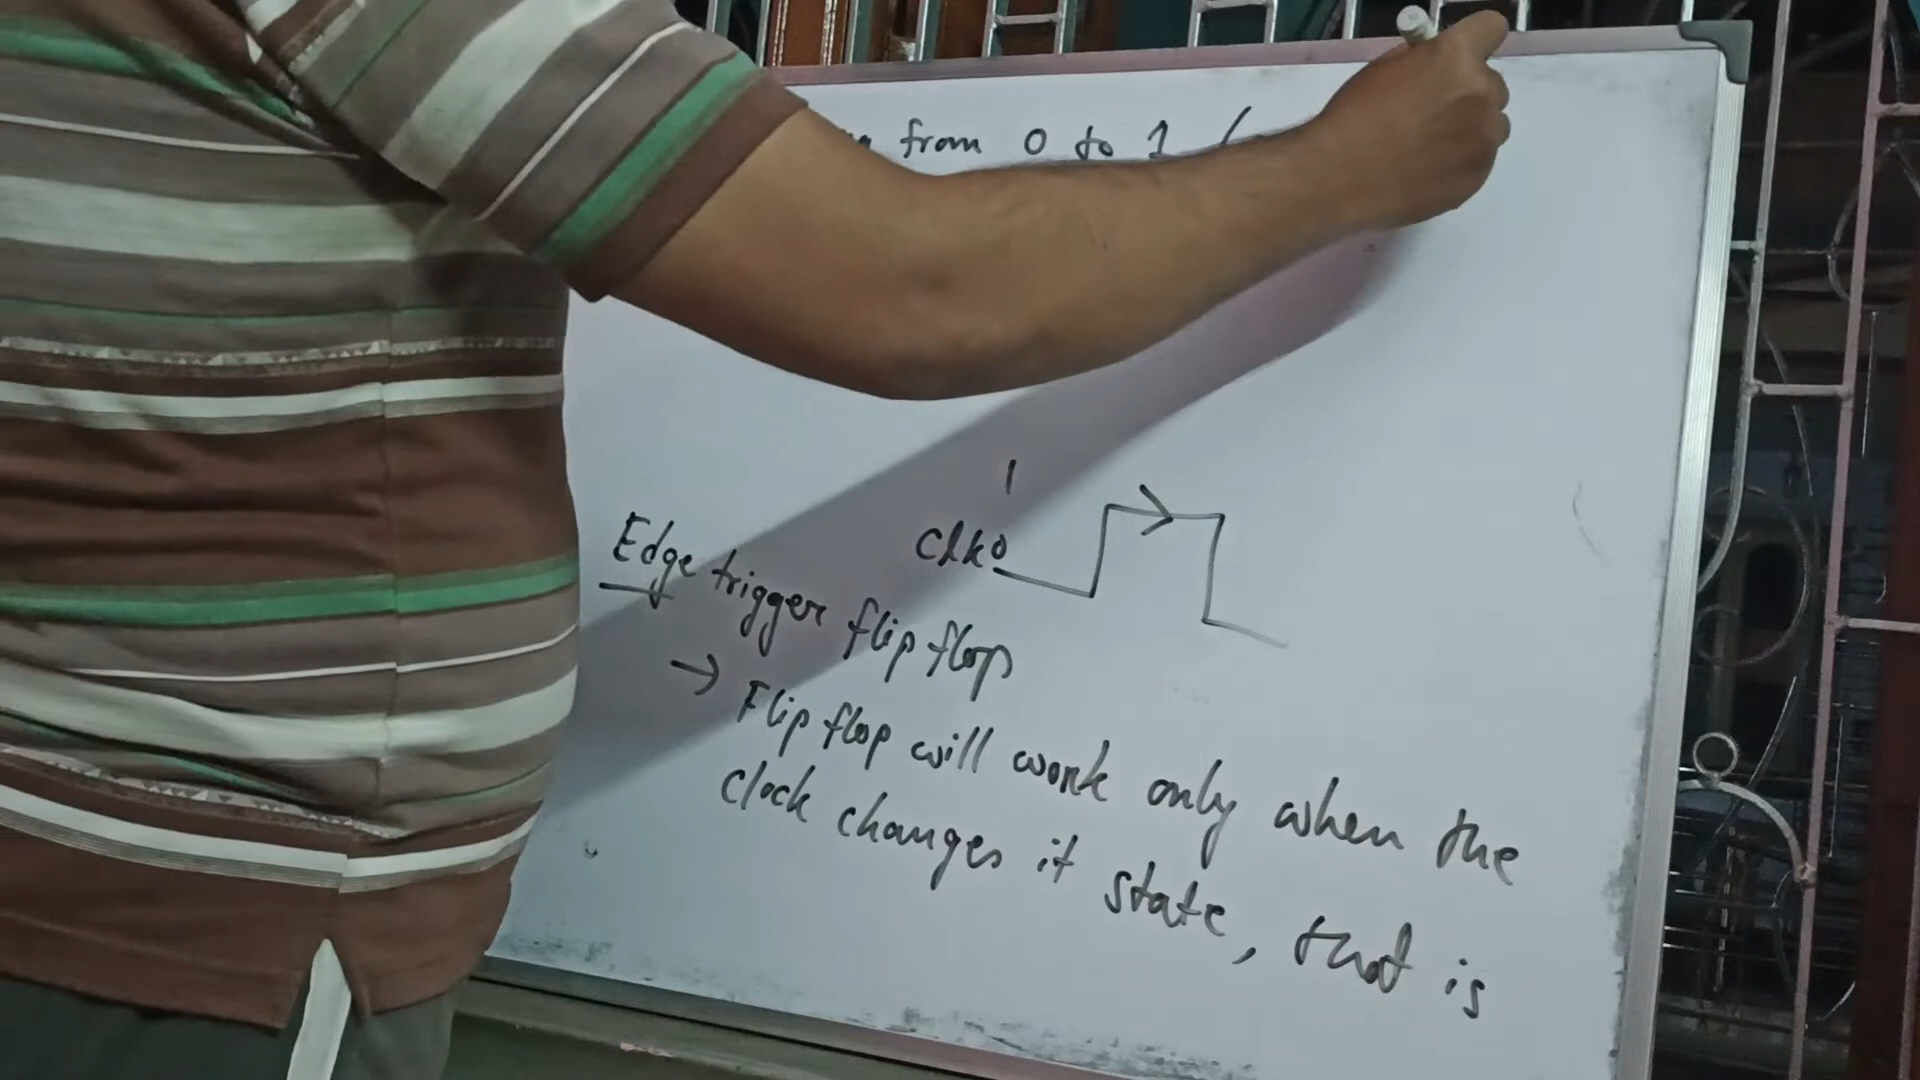 from 0 to 1 (
1
Clk 0
Edge trigger flip flop
→ Flip flop will work only when the
clock changes it state, that is